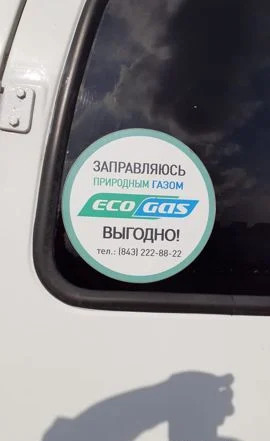 ЗАПРАВЛЯЮСЬ
ПРИРОДНЫМ ГАЗОМ
ECO GAS
ВЫГОДНО!
тел.: (843) 222-88-22